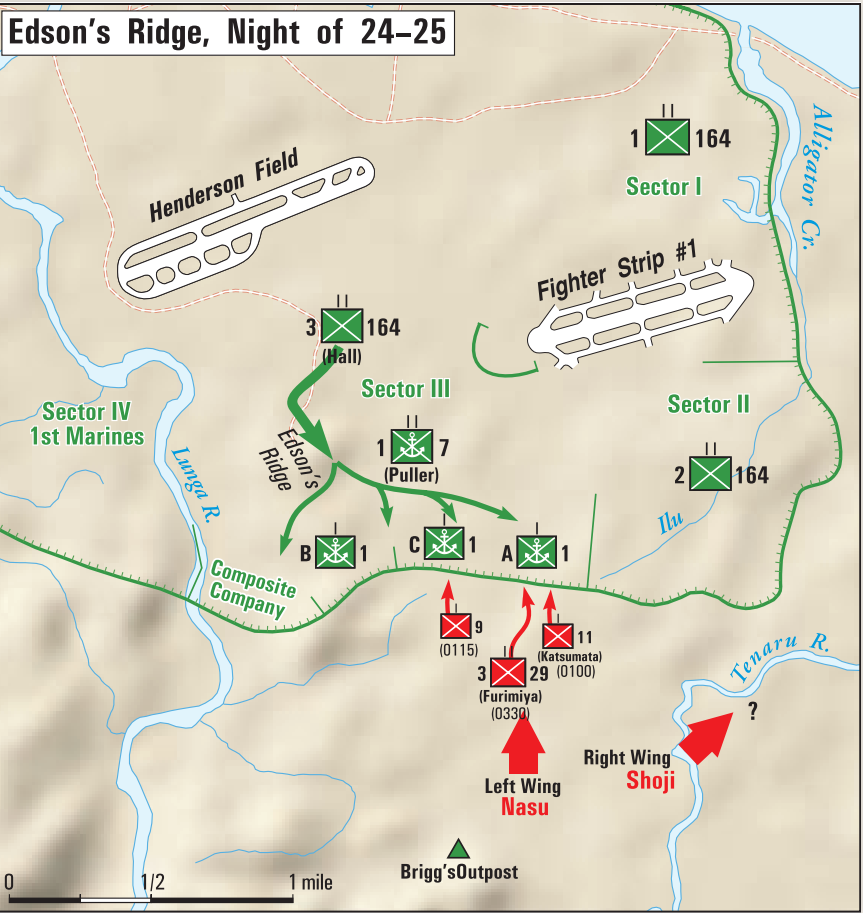 Edson's Ridge, Night of 24–25
Alligator Cr.
1 164
Sector I
Henderson Field
Fighter Strip #1
3 164
(Hall)
Sector III
Sector II
Sector IV
1st Marines
Edson's
Ridge
1 7
(Puller)
2 164
Lunga R.
Ilu
B 1
C 1
A 1
Composite
Company
9
(0115)
11
(Katsumata)
(0100)
3 29
(Furimiya)
(0330)
Tenaru R.
?
Right Wing
Shoji
Left Wing
Nasu
Brigg'sOutpost
0 1/2 1 mile